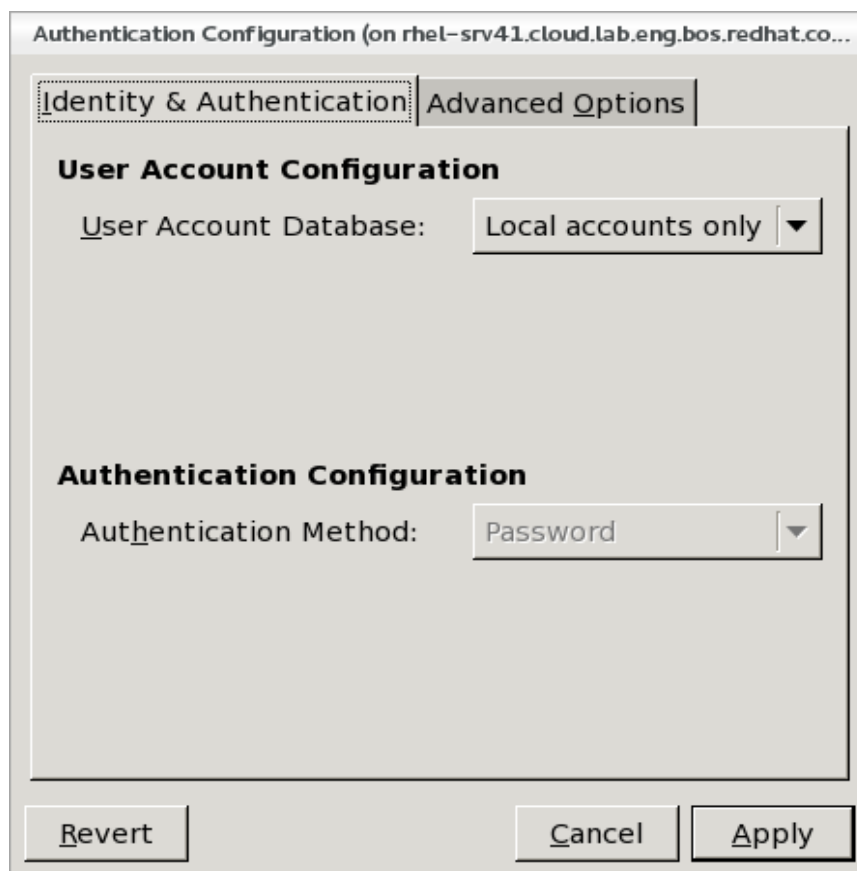 Authentication Configuration (on rhel-srv41.cloud.lab.eng.bos.redhat.co...
Identity & Authentication Advanced Options
User Account Configuration
User Account Database: Local accounts only
Authentication Configuration
Authentication Method: Password
Revert Cancel Apply